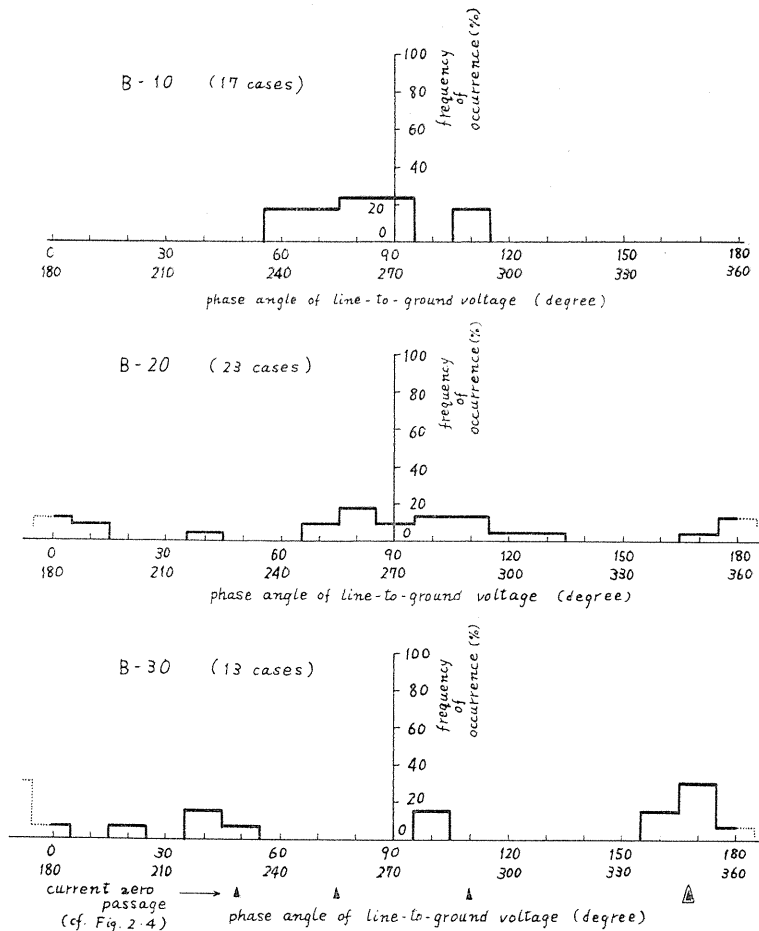 B-10 (17 cases)
100
80
60
40
20
0
frequency
of
occurrence (%)
0 30 60 90 120 150 180
180 210 240 270 300 330 360
phase angle of line-to-ground voltage (degree)
B-20 (23 cases)
100
80
60
40
20
0
frequency
of
occurrence (%)
0 30 60 90 120 150 180
180 210 240 270 300 330 360
phase angle of line-to-ground voltage (degree)
B-30 (13 cases)
100
80
60
40
20
0
frequency
of
occurrence (%)
0 30 60 90 120 150 180
180 210 240 270 300 330 360
current zero
passage
(cf. Fig. 2.4)
phase angle of line-to-ground voltage (degree)